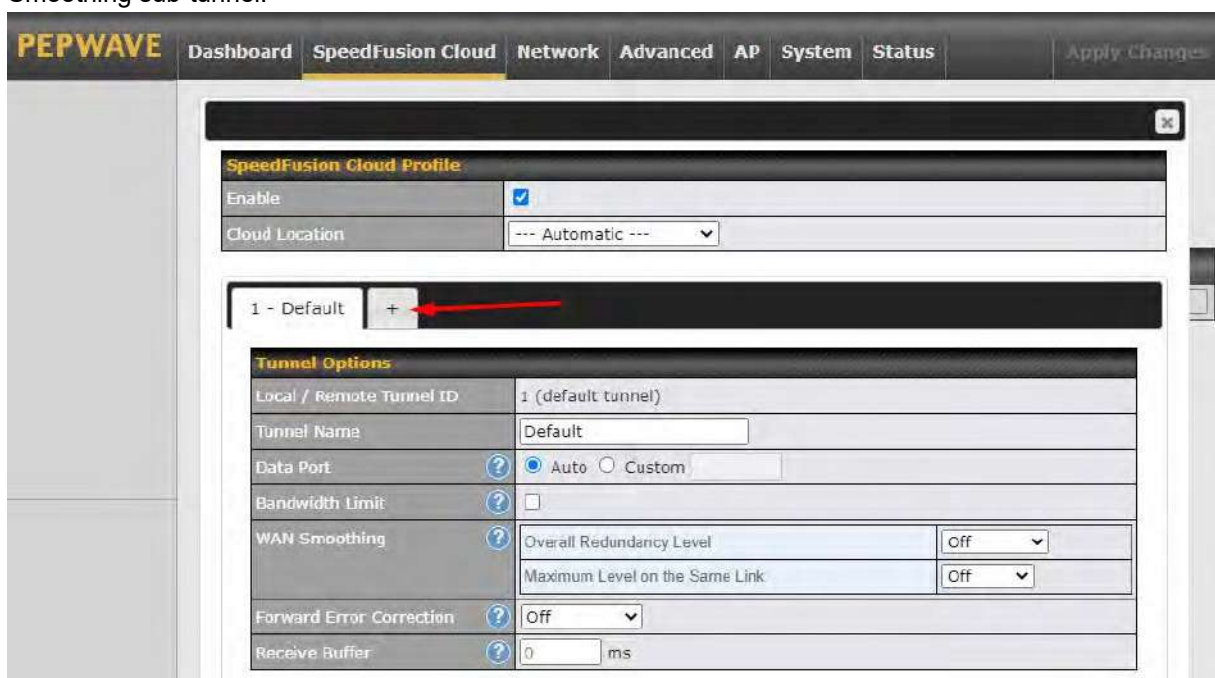 Smoothing sub-tunnel.
PEPWAVE Dashboard SpeedFusion Cloud Network Advanced AP System Status Apply Changes
SpeedFusion Cloud Profile
Enable
Cloud Location --- Automatic ---
1 - Default +
Tunnel Options
Local / Remote Tunnel ID 1 (default tunnel)
Tunnel Name Default
Data Port ? Auto Custom
Bandwidth Limit ?
WAN Smoothing ? Overall Redundancy Level Off
Maximum Level on the Same Link Off
Forward Error Correction ? Off
Receive Buffer ? 0 ms